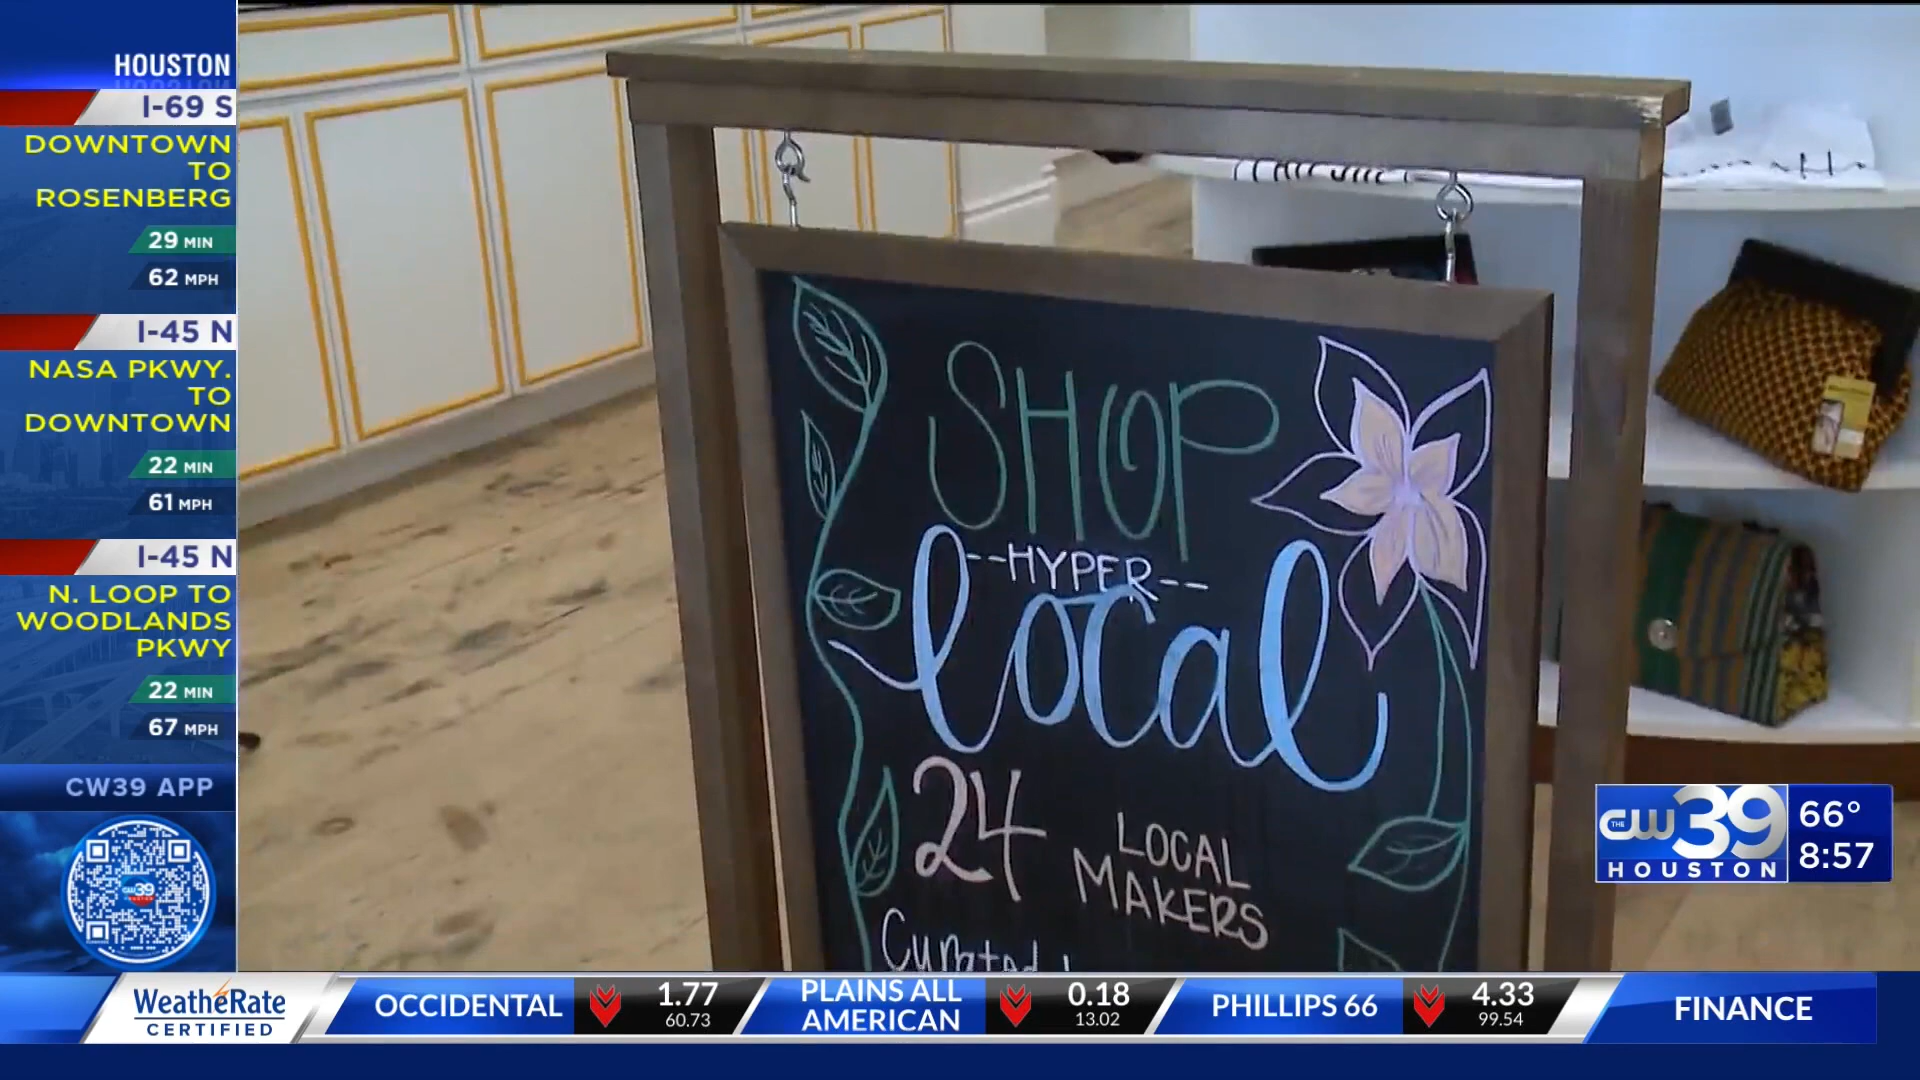 HOUSTON
I-69 S
DOWNTOWN
TO
ROSENBERG
29 MIN
62 MPH
I-45 N
NASA PKWY.
TO
DOWNTOWN
22 MIN
61 MPH
I-45 N
N. LOOP TO
WOODLANDS
PKWY
22 MIN
67 MPH
CW39 APP
SHOP
--HYPER--
local
24 LOCAL
MAKERS
Curated
THE CW39
HOUSTON
66°
8:57
WeatheRate
CERTIFIED
OCCIDENTAL
1.77
60.73
PLAINS ALL
AMERICAN
0.18
13.02
PHILLIPS 66
4.33
99.54
FINANCE